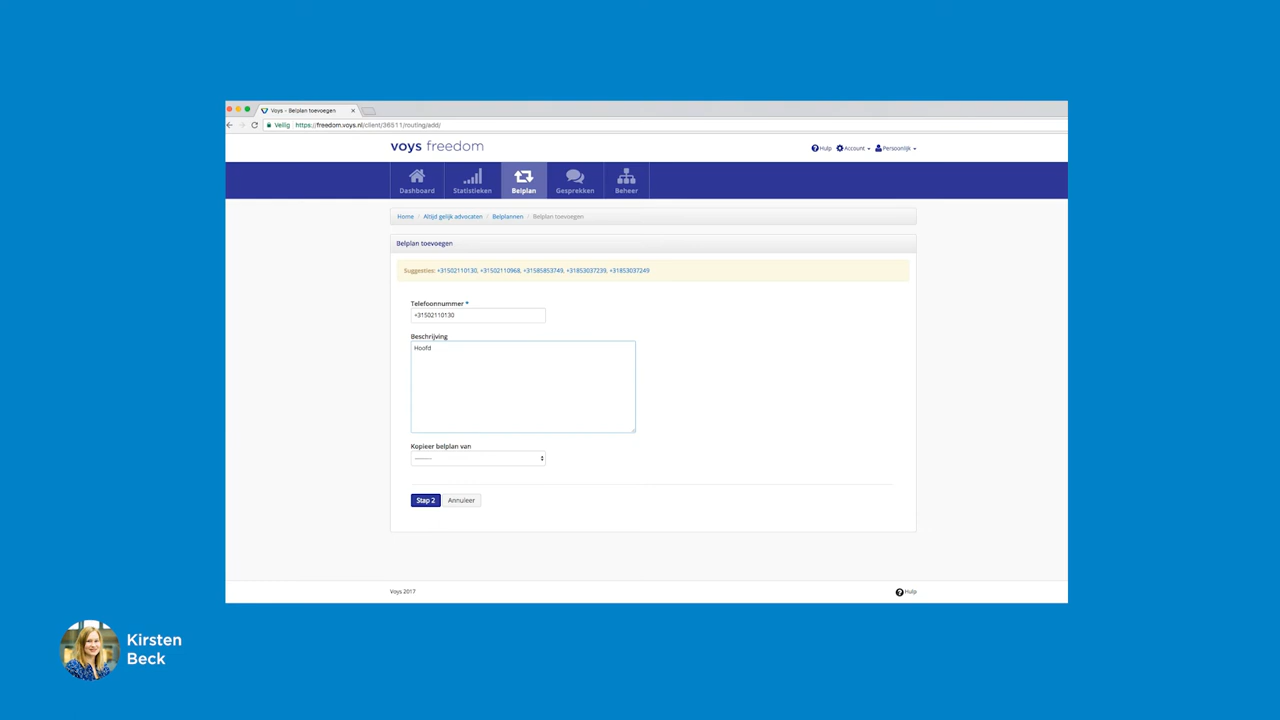 Voys - Belplan toevoegen
Veilig https://freedom.voys.nl/client/36511/routing/add/
voys freedom
Hulp Account Persoonlijk
Dashboard Statistieken Belplan Gesprekken Beheer
Home / Altijd gelijk advocaten / Belplannen / Belplan toevoegen
Belplan toevoegen
Suggesties: +31502110130, +31502110968, +31585853749, +31853037239, +31853037249
Telefoonnummer *
+31502110130
Beschrijving
Hoofd
Kopieer belplan van
---------
Stap 2 Annuleer
Voys 2017 Hulp
Kirsten
Beck